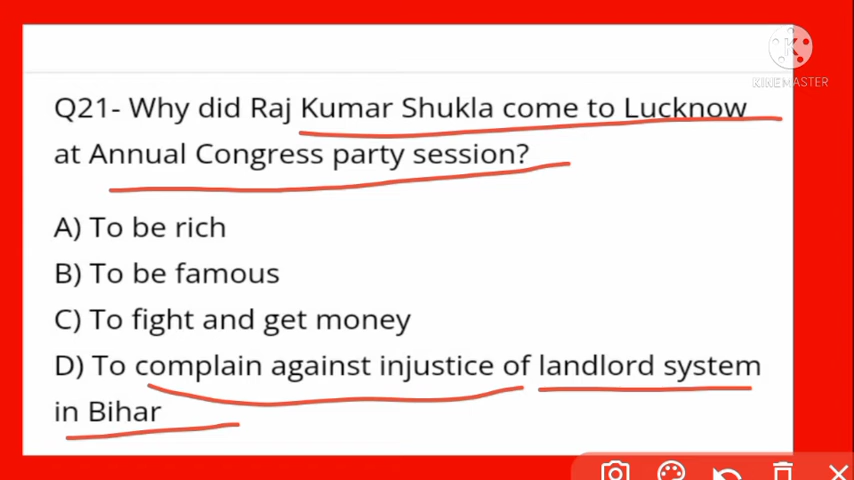 KINEMASTER
Q21- Why did Raj Kumar Shukla come to Lucknow
at Annual Congress party session?
A) To be rich
B) To be famous
C) To fight and get money
D) To complain against injustice of landlord system
in Bihar